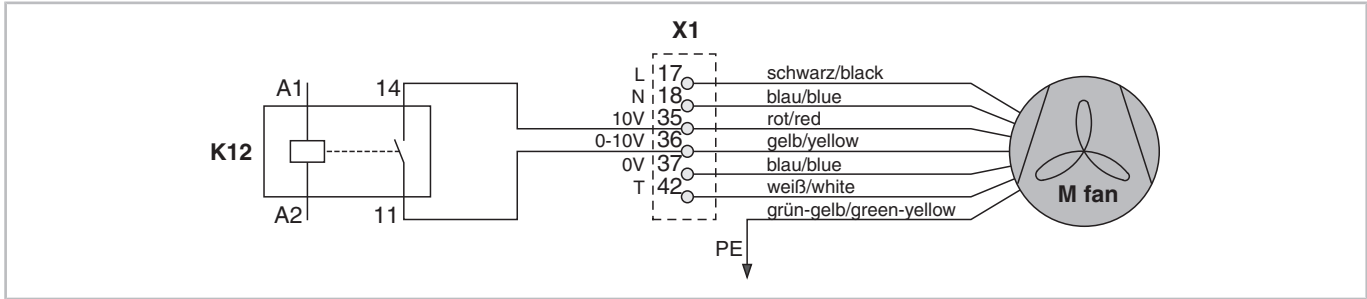 X1
A1 14
K12
A2 11
L 17 schwarz/black
N 18 blau/blue
10V 35 rot/red
0-10V 36 gelb/yellow
0V 37 blau/blue
T 42 weiß/white
grün-gelb/green-yellow
PE
M fan